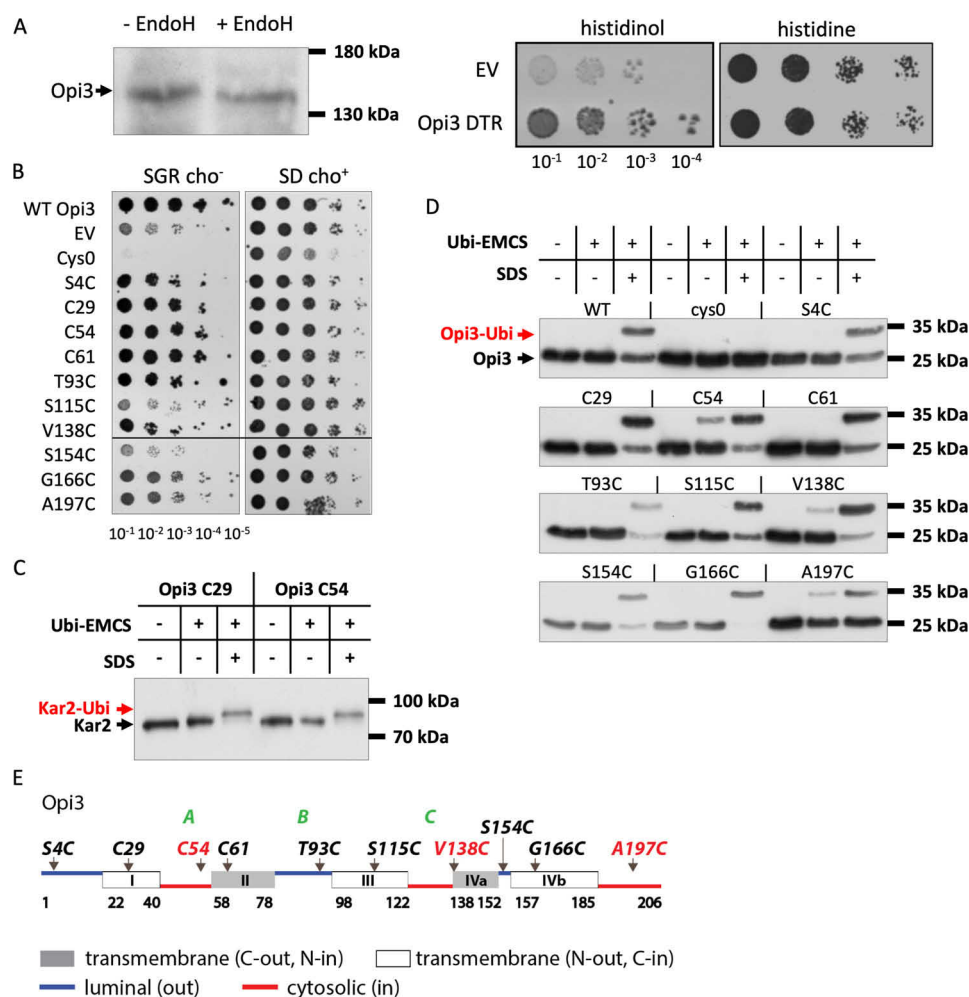 A
- EndoH + EndoH
180 kDa
Opi3
130 kDa
histidinol histidine
EV
Opi3 DTR
10-1 10-2 10-3 10-4
B
SGR cho- SD cho+
WT Opi3
EV
Cys0
S4C
C29
C54
C61
T93C
S115C
V138C
S154C
G166C
A197C
10-1 10-2 10-3 10-4 10-5
C
Opi3 C29 Opi3 C54
Ubi-EMCS - + + - + +
SDS - - + - - +
100 kDa
Kar2-Ubi
Kar2
70 kDa
D
Ubi-EMCS - + + - + + - + +
SDS - - + - - + - - +
WT | cys0 | S4C
Opi3-Ubi 35 kDa
Opi3 25 kDa
C29 | C54 | C61
35 kDa
25 kDa
T93C | S115C | V138C
35 kDa
25 kDa
S154C | G166C | A197C
35 kDa
25 kDa
E
Opi3
A B C
S154C
S4C C29 C54 C61 T93C S115C V138C G166C A197C
I II III IVa IVb
1 22 40 58 78 98 122 138 152 157 185 206
transmembrane (C-out, N-in) transmembrane (N-out, C-in)
luminal (out) cytosolic (in)